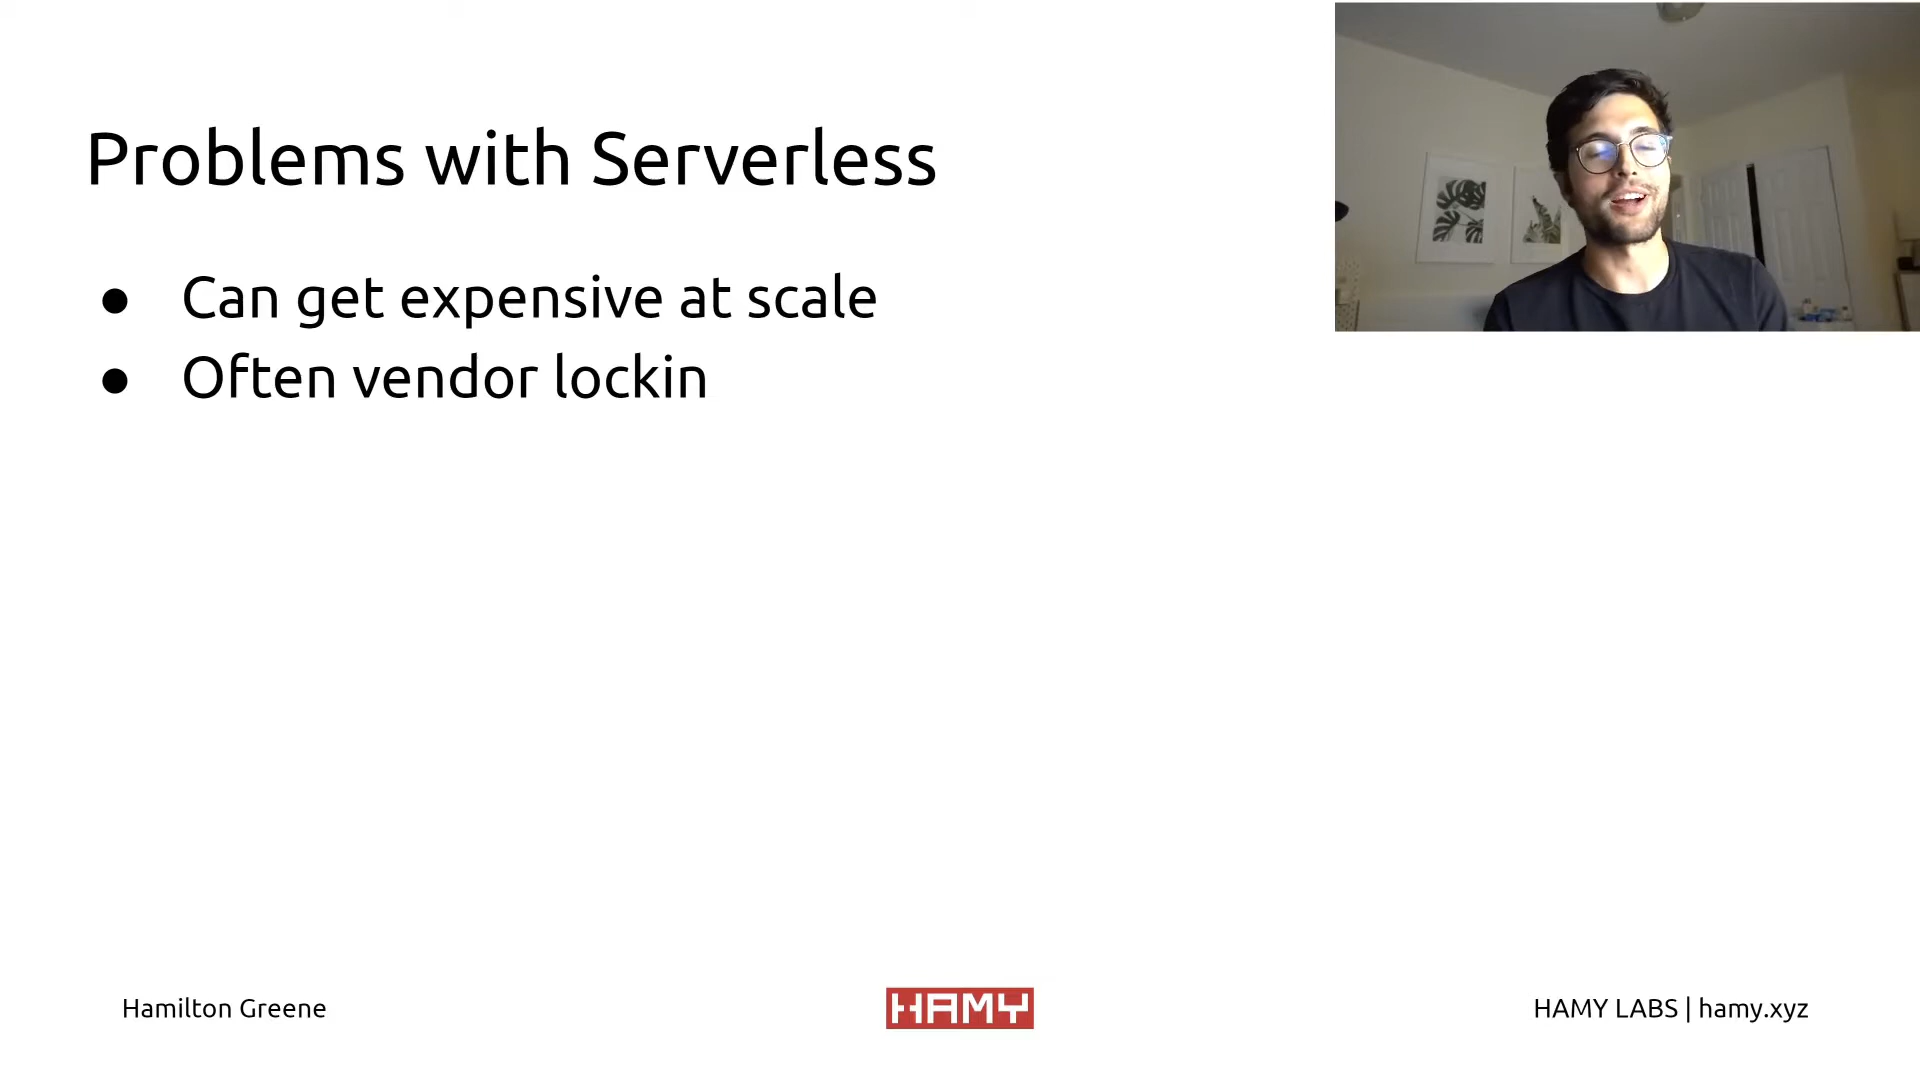 Problems with Serverless
● Can get expensive at scale
● Often vendor lockin
Hamilton Greene
HAMY
HAMY LABS | hamy.xyz